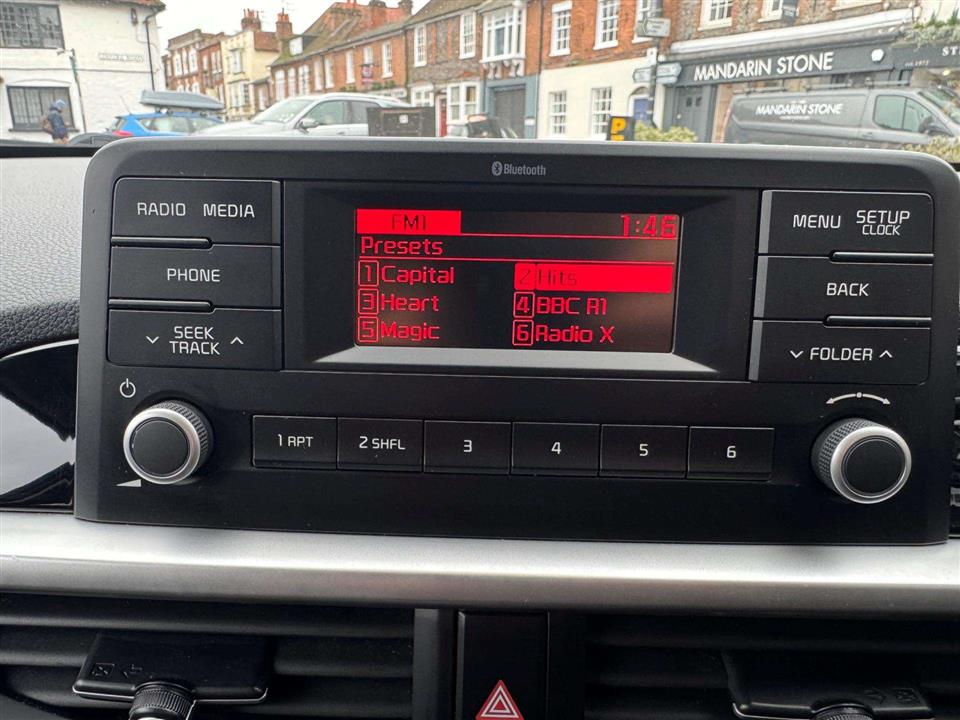 MANDARIN STONE
MANDARIN STONE
Bluetooth
RADIO MEDIA
PHONE
SEEK
TRACK
FM1 1:46
Presets
1 Capital 2 Hits
3 Heart 4 BBC R1
5 Magic 6 Radio X
MENU SETUP
CLOCK
BACK
FOLDER
1 RPT 2 SHFL 3 4 5 6